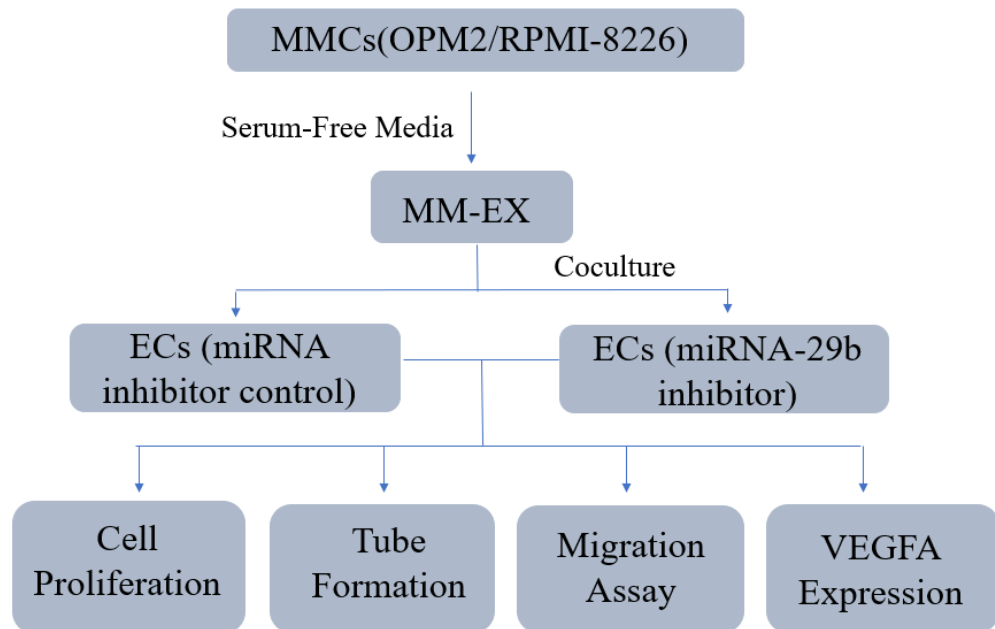 MMCs(OPM2/RPMI-8226)
Serum-Free Media
MM-EX
Coculture
ECs (miRNA
inhibitor control)
ECs (miRNA-29b
inhibitor)
Cell
Proliferation
Tube
Formation
Migration
Assay
VEGFA
Expression